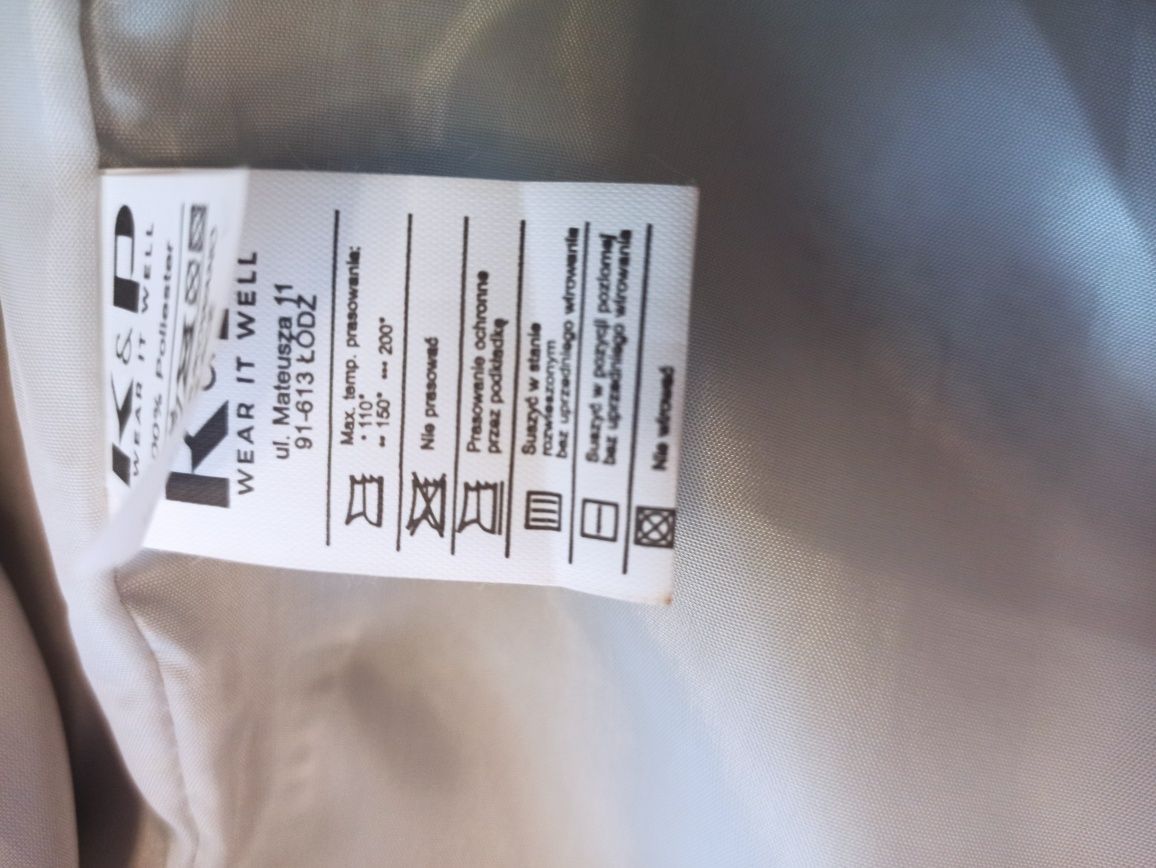 K & P
WEAR IT WELL
100% Poliester
K
WEAR IT WELL
ul. Mateusza 11
91-613 ŁÓDŹ
Max. temp. prasowania:
• 110°
•• 150° ••• 200°
Nie prasować
Prasowanie ochronne
przez podkładkę
Suszyć w stanie
rozwieszonym
bez uprzedniego wirowania
Suszyć w pozycji poziomej
bez uprzedniego wirowania
Nie wirować